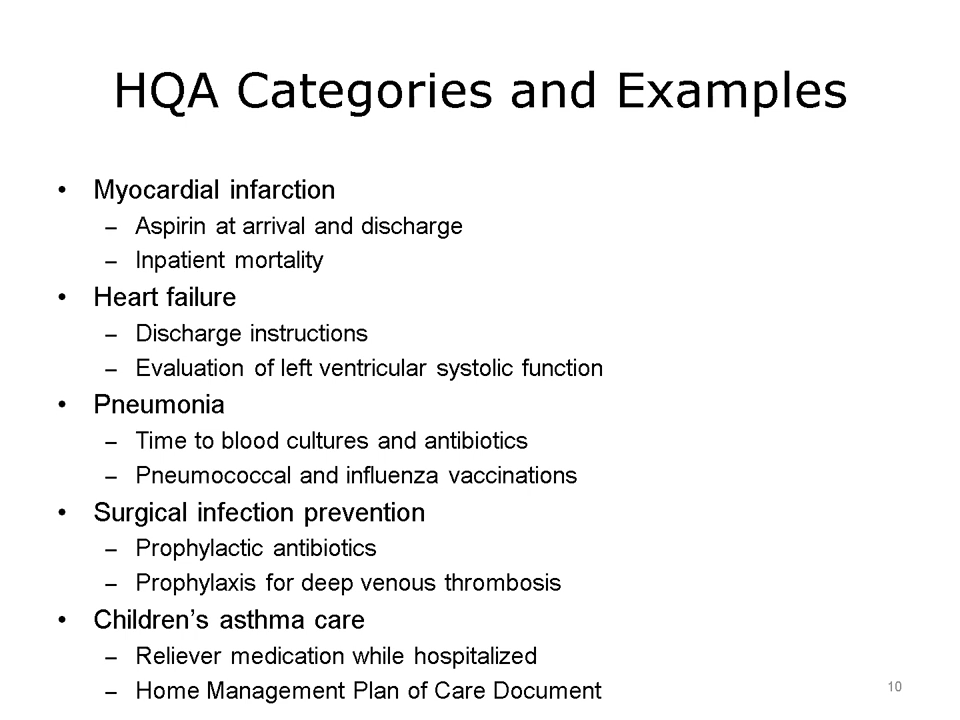 HQA Categories and Examples
• Myocardial infarction
– Aspirin at arrival and discharge
– Inpatient mortality
• Heart failure
– Discharge instructions
– Evaluation of left ventricular systolic function
• Pneumonia
– Time to blood cultures and antibiotics
– Pneumococcal and influenza vaccinations
• Surgical infection prevention
– Prophylactic antibiotics
– Prophylaxis for deep venous thrombosis
• Children’s asthma care
– Reliever medication while hospitalized
– Home Management Plan of Care Document
10